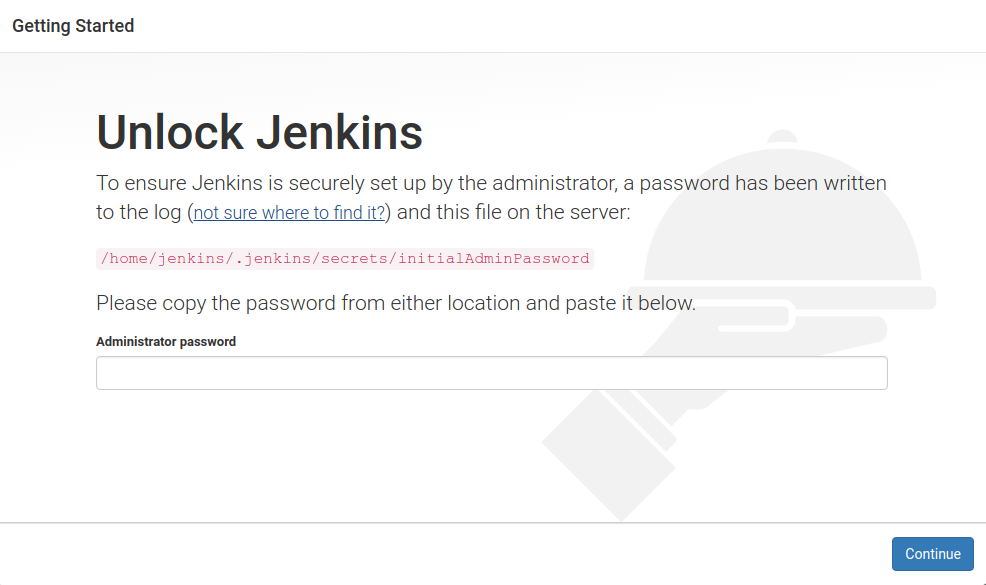 Getting Started
Unlock Jenkins
To ensure Jenkins is securely set up by the administrator, a password has been written
to the log (not sure where to find it?) and this file on the server:
/home/jenkins/.jenkins/secrets/initialAdminPassword
Please copy the password from either location and paste it below.
Administrator password
Continue